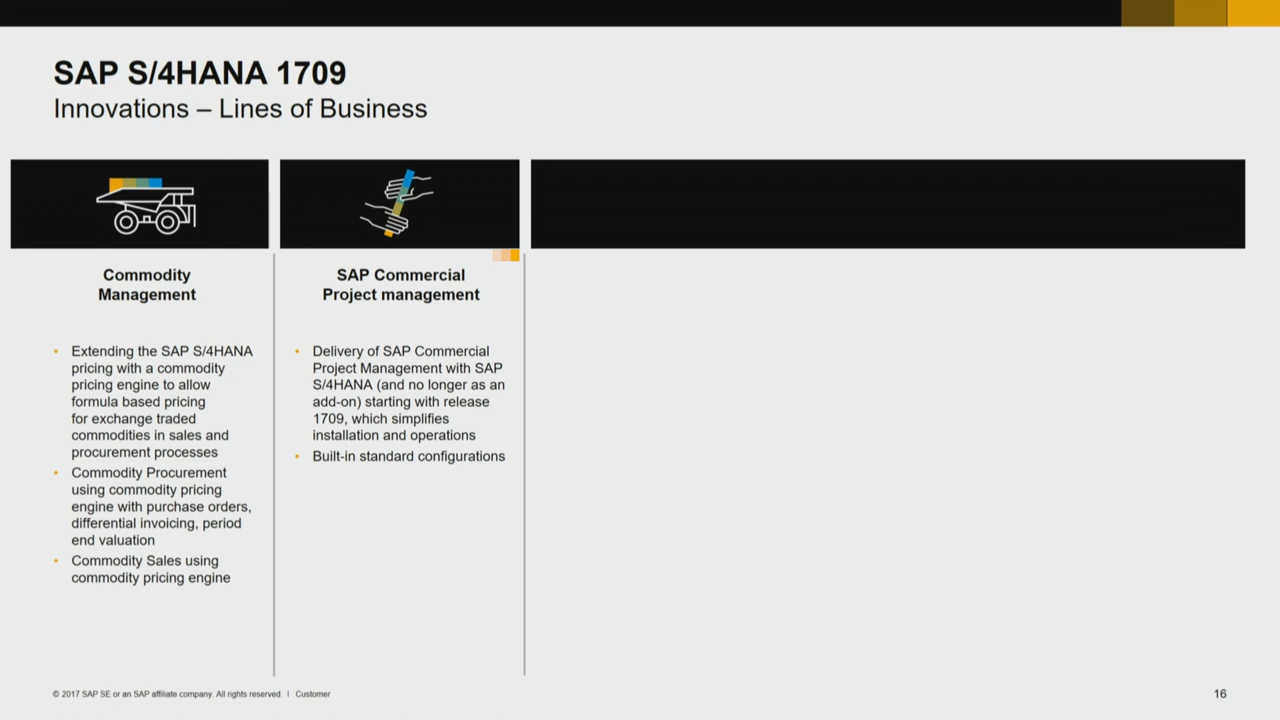 SAP S/4HANA 1709
Innovations – Lines of Business
Commodity
Management
• Extending the SAP S/4HANA
pricing with a commodity
pricing engine to allow
formula based pricing
for exchange traded
commodities in sales and
procurement processes
• Commodity Procurement
using commodity pricing
engine with purchase orders,
differential invoicing, period
end valuation
• Commodity Sales using
commodity pricing engine
SAP Commercial
Project management
• Delivery of SAP Commercial
Project Management with SAP
S/4HANA (and no longer as an
add-on) starting with release
1709, which simplifies
installation and operations
• Built-in standard configurations
© 2017 SAP SE or an SAP affiliate company. All rights reserved. | Customer
16